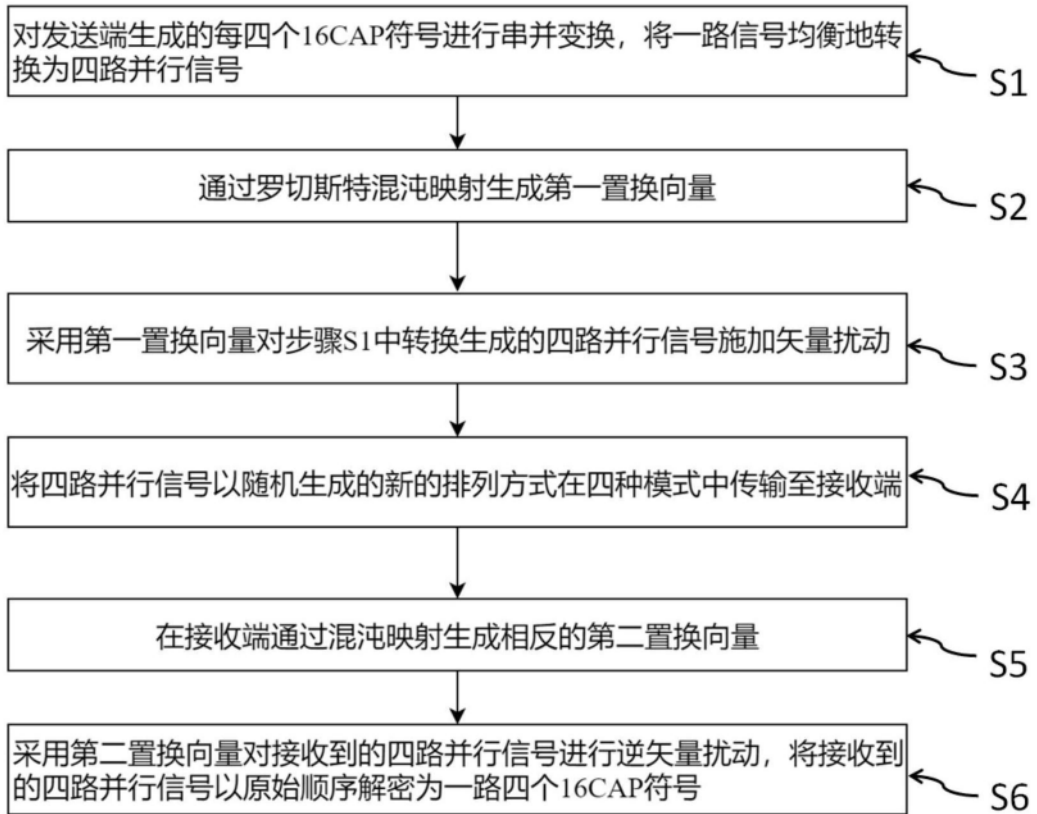 对发送端生成的每四个16CAP符号进行串并变换，将一路信号均衡地转
换为四路并行信号
S1
通过罗切斯特混沌映射生成第一置换向量
S2
采用第一置换向量对步骤S1中转换生成的四路并行信号施加矢量扰动
S3
将四路并行信号以随机生成的新的排列方式在四种模式中传输至接收端
S4
在接收端通过混沌映射生成相反的第二置换向量
S5
采用第二置换向量对接收到的四路并行信号进行逆矢量扰动，将接收到
的四路并行信号以原始顺序解密为一路四个16CAP符号
S6